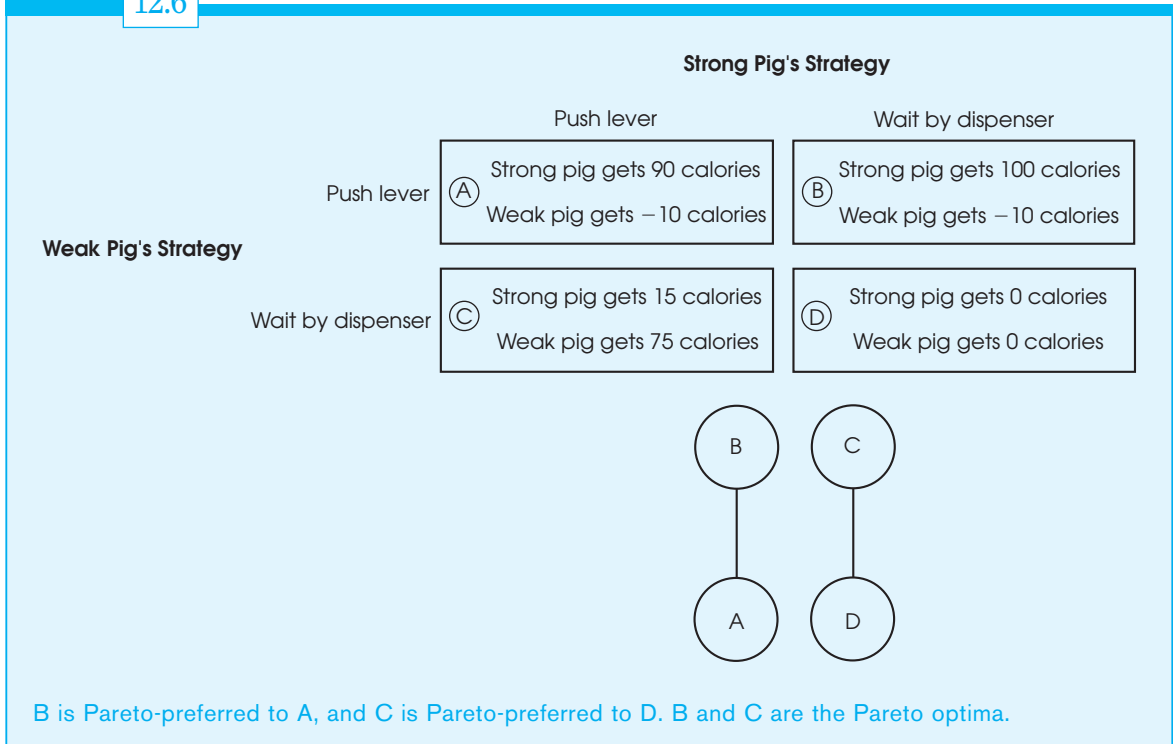 12.6
Strong Pig's Strategy
Push lever
Wait by dispenser
Push lever
A
Strong pig gets 90 calories
Weak pig gets −10 calories
B
Strong pig gets 100 calories
Weak pig gets −10 calories
Weak Pig's Strategy
Wait by dispenser
C
Strong pig gets 15 calories
Weak pig gets 75 calories
D
Strong pig gets 0 calories
Weak pig gets 0 calories
B
C
A
D
B is Pareto-preferred to A, and C is Pareto-preferred to D. B and C are the Pareto optima.